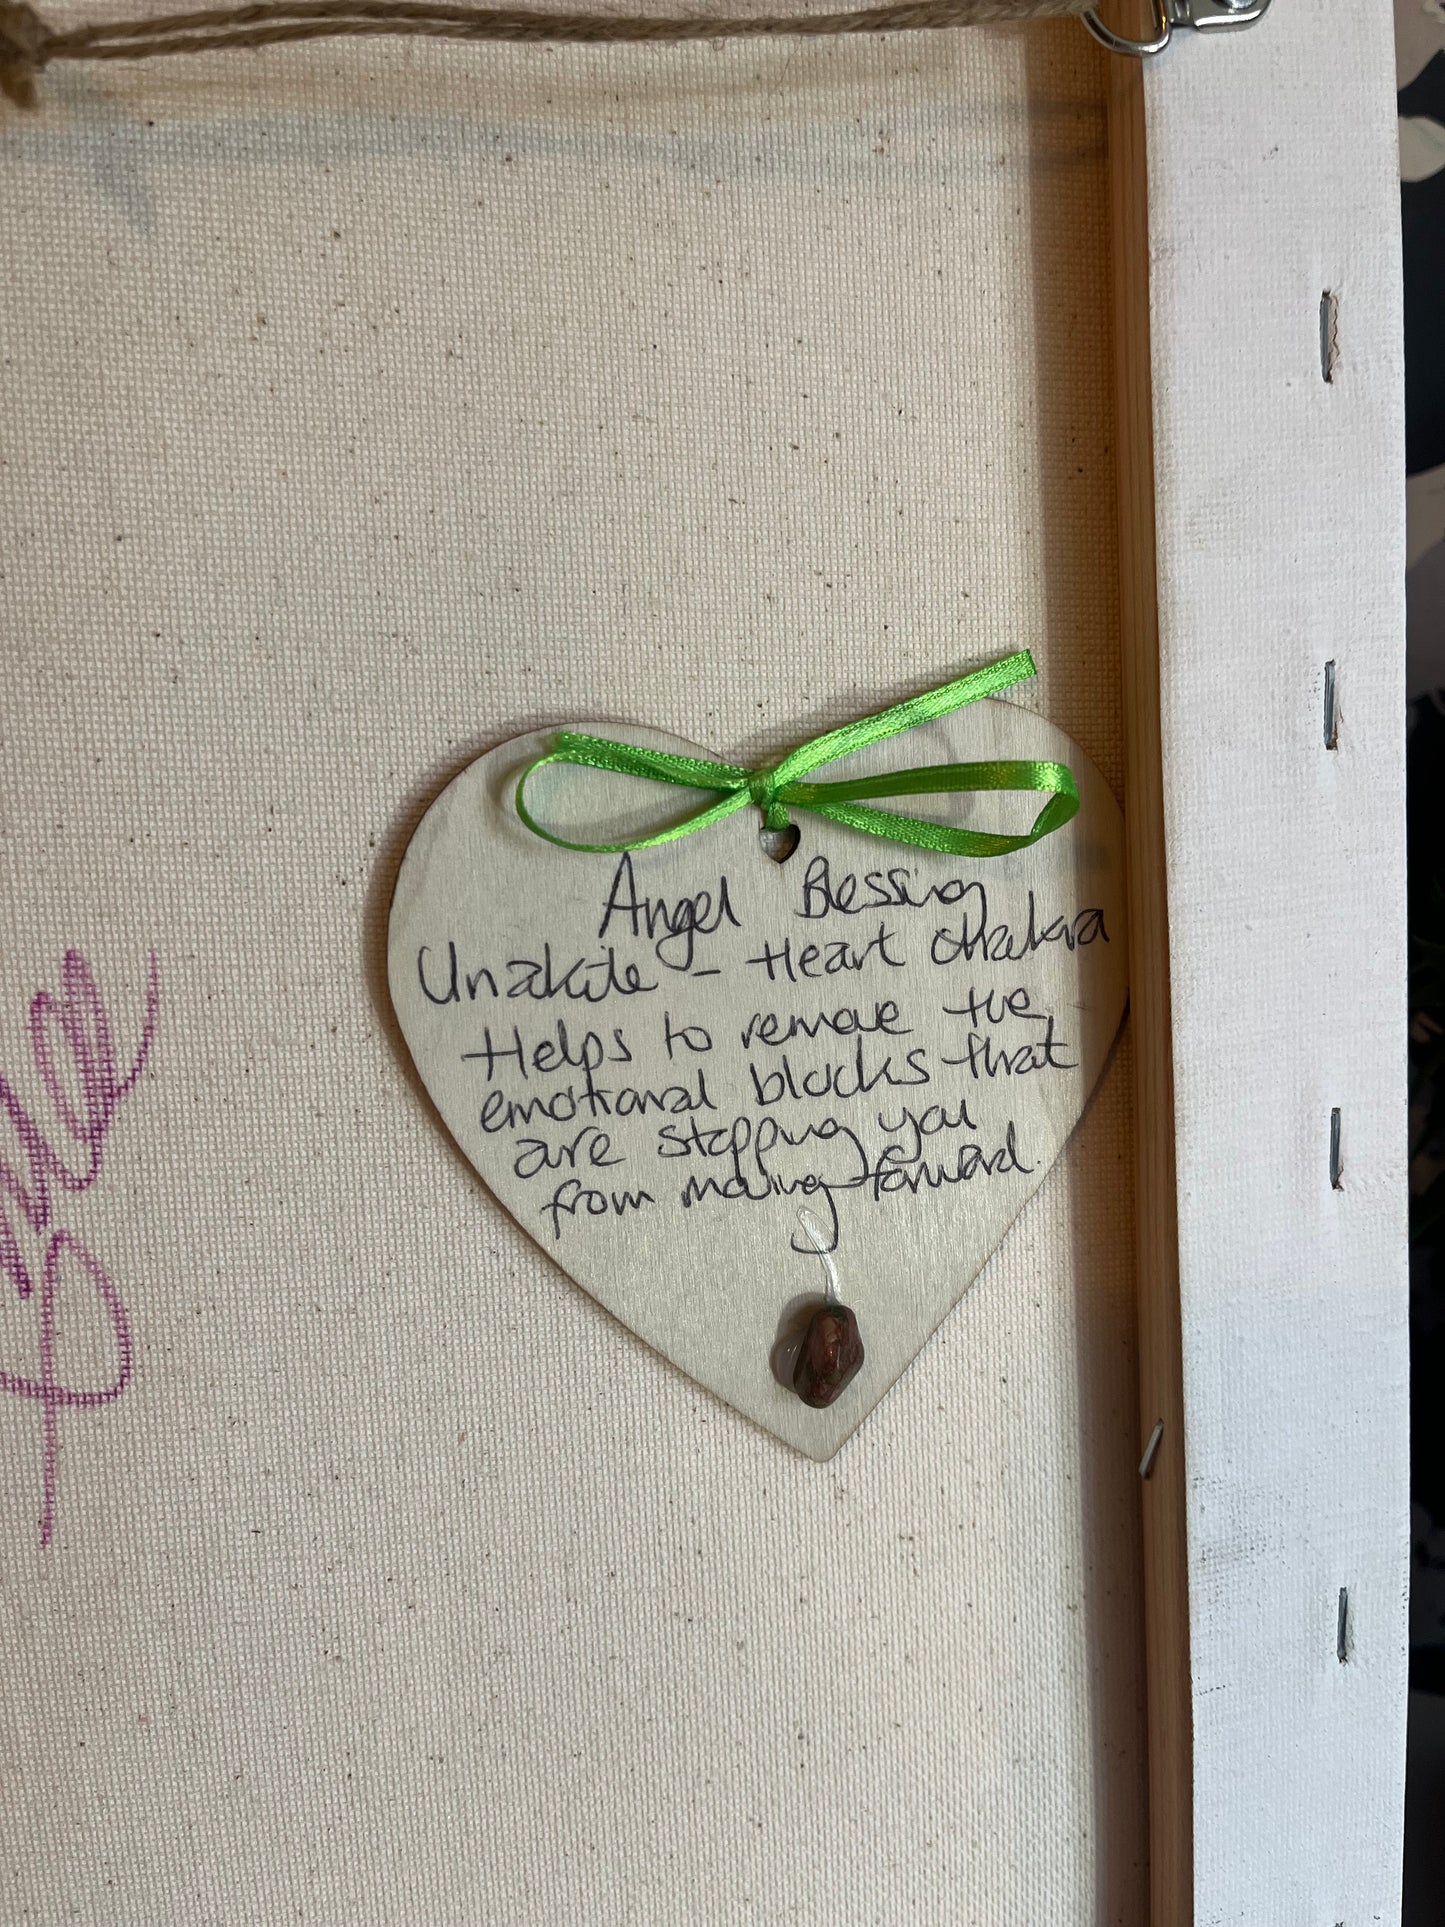 Angel Blessing
Unakite - Heart Chakra
Helps to remove the
emotional blocks that
are stopping you
from moving forward.